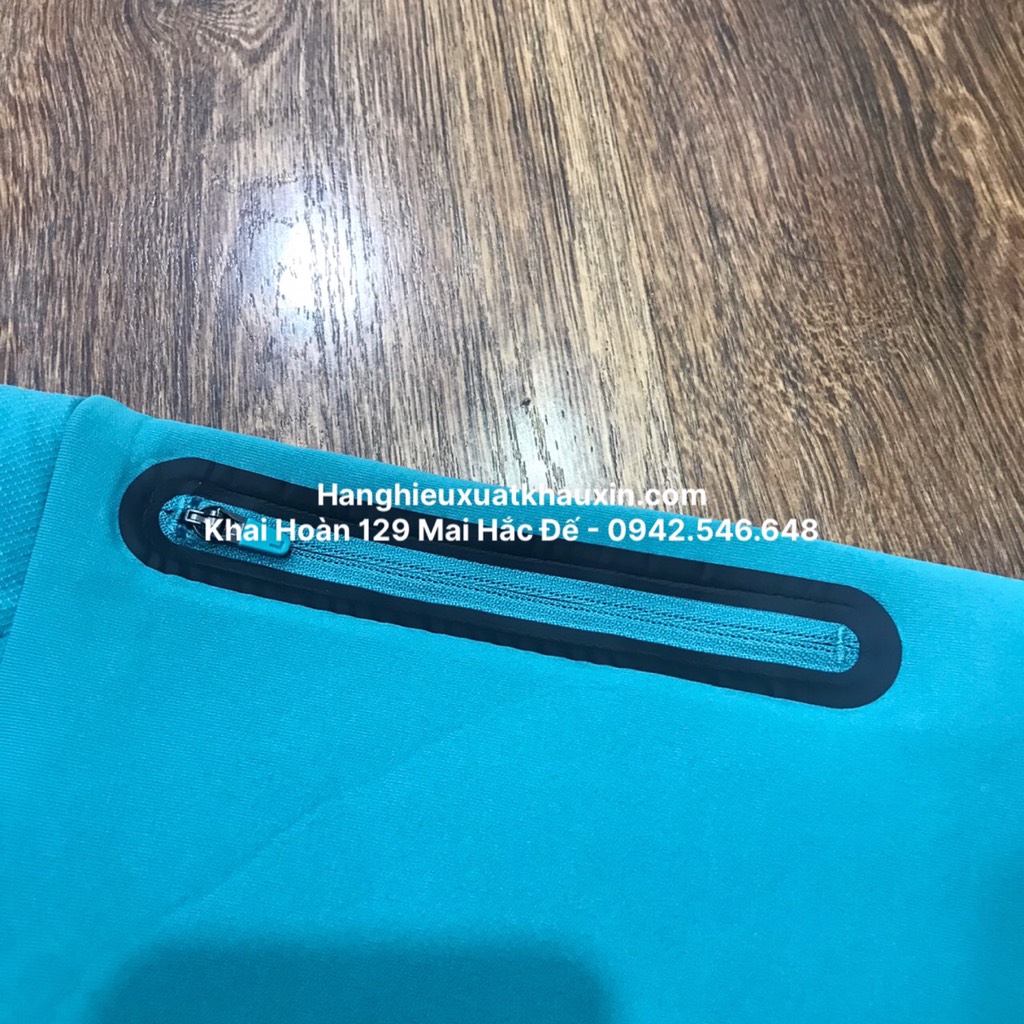 Hanghieuxuatkhauxin.com
Khai Hoàn 129 Mai Hắc Đế - 0942.546.648